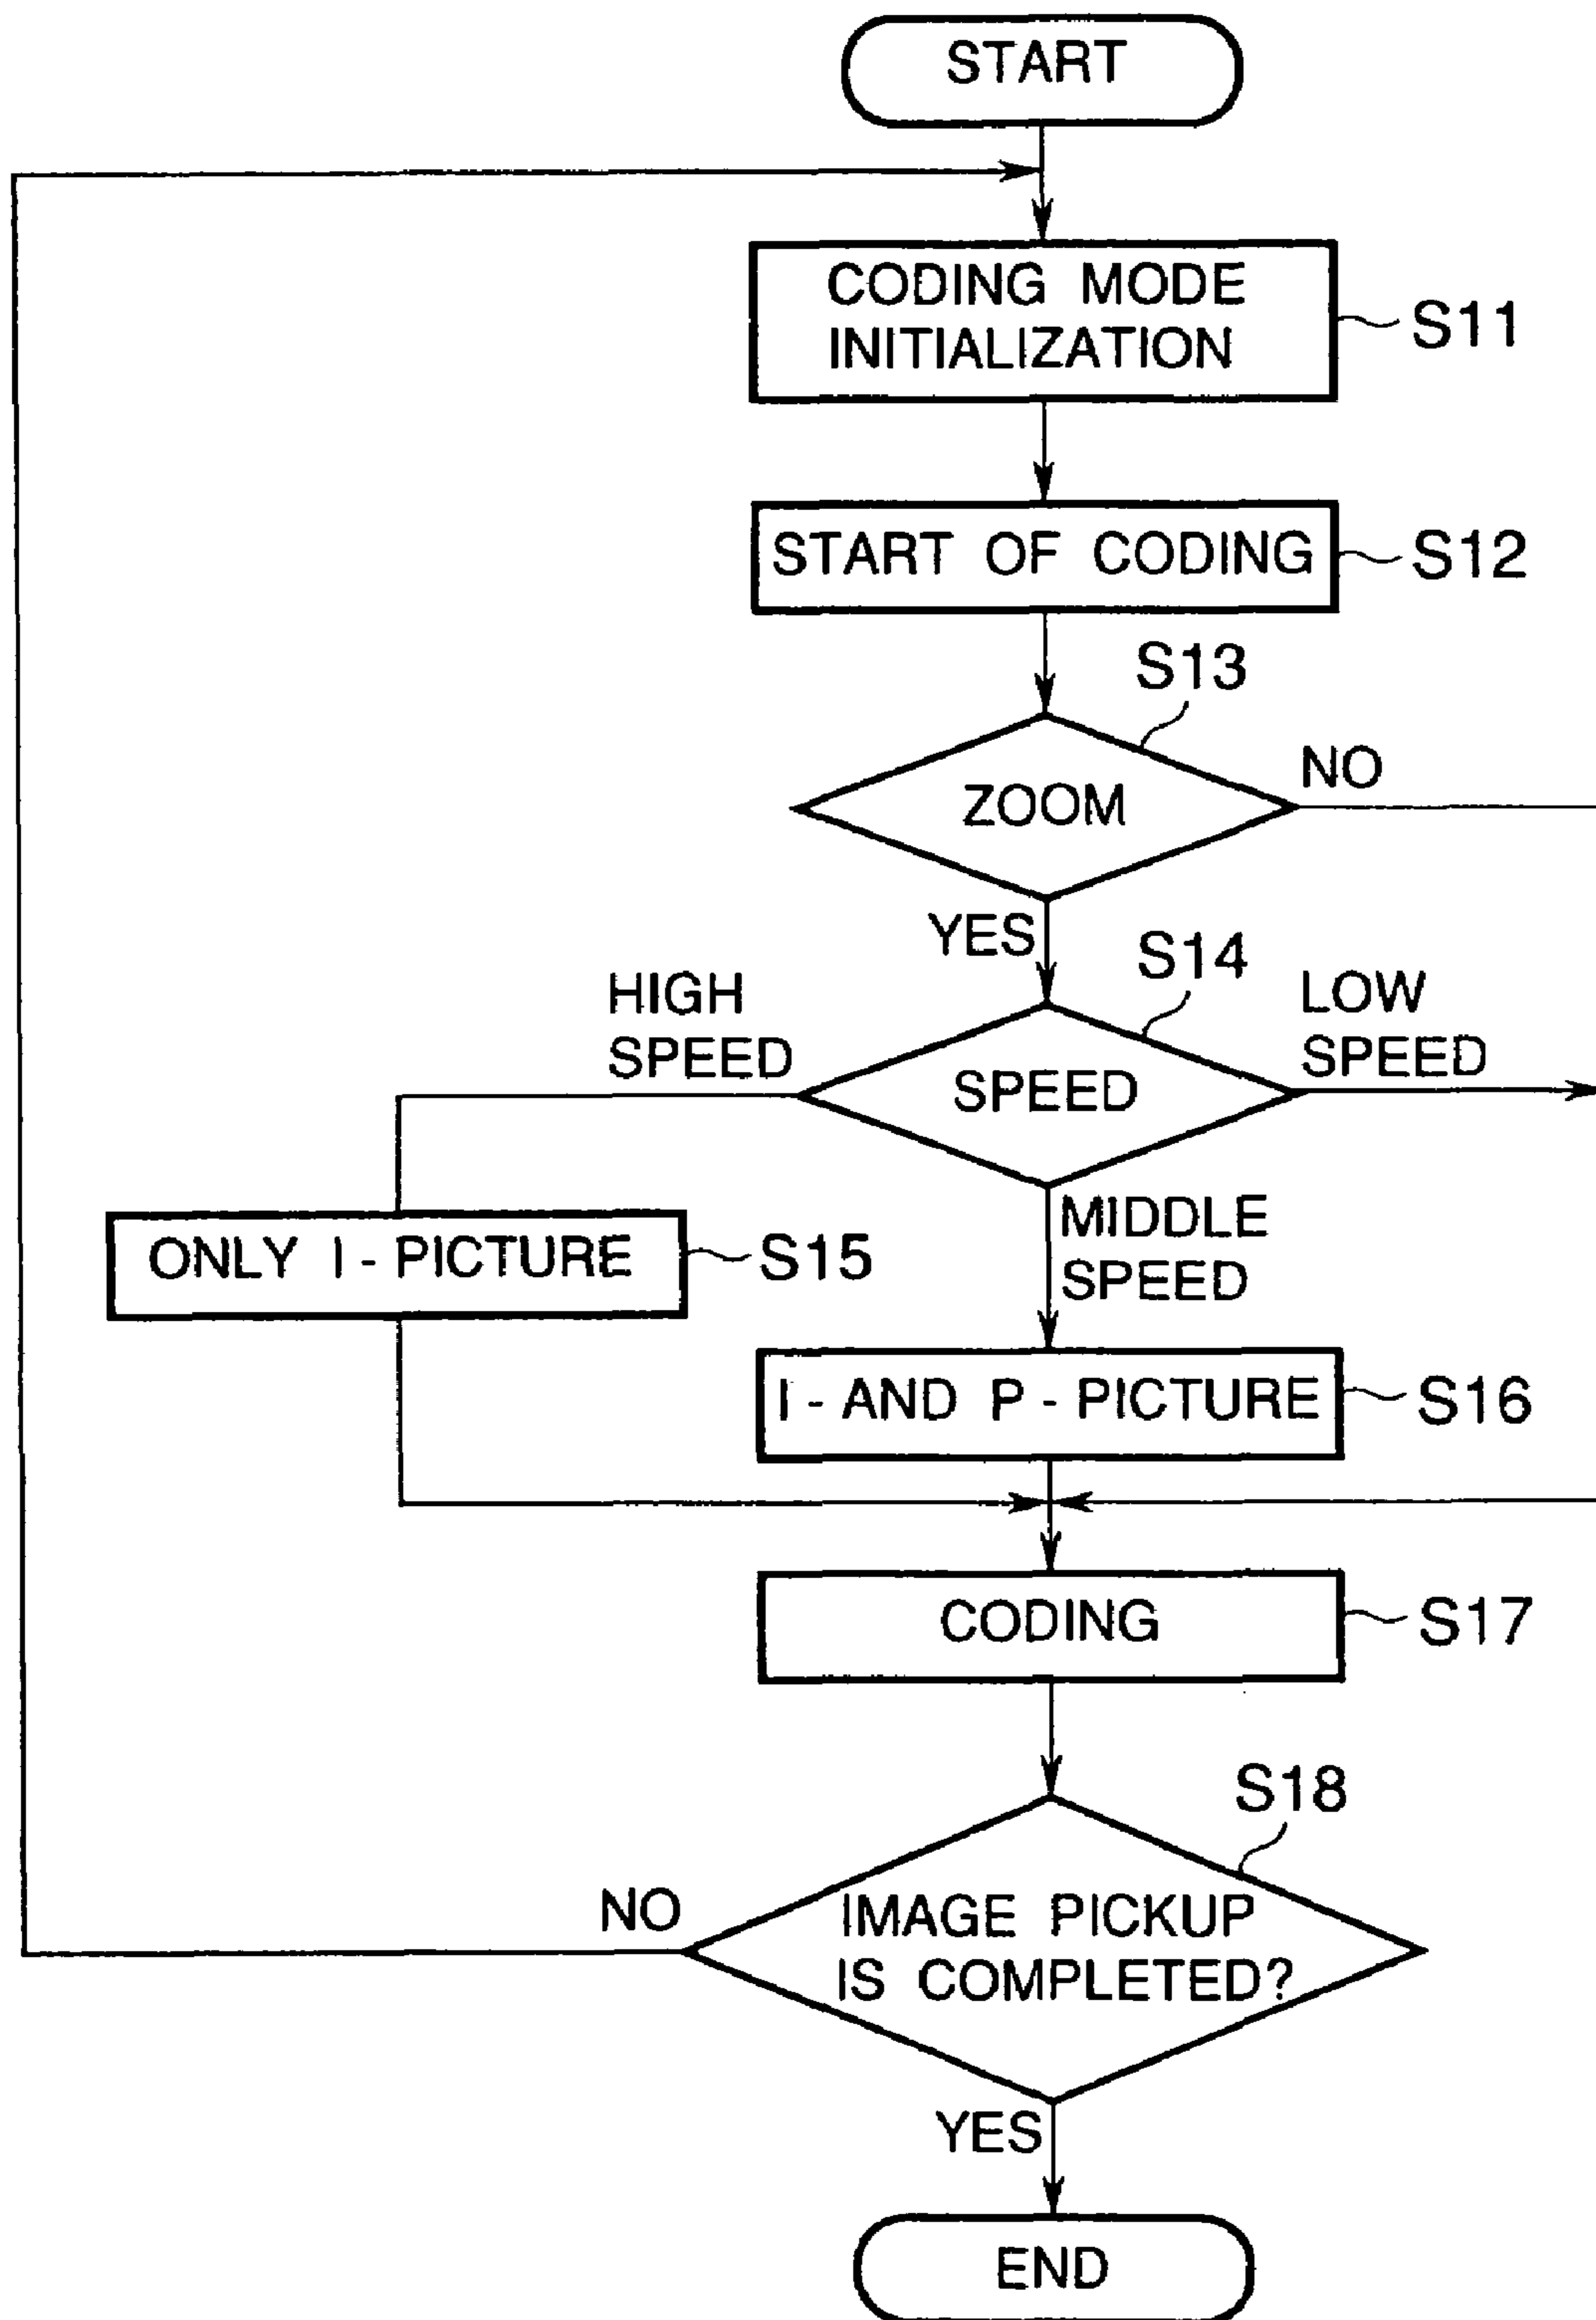 START
CODING MODE
INITIALIZATION
S11
START OF CODING
S12
S13
ZOOM
NO
YES
S14
HIGH
SPEED
LOW
SPEED
SPEED
MIDDLE
SPEED
ONLY I - PICTURE
S15
I - AND P - PICTURE
S16
CODING
S17
S18
NO
IMAGE PICKUP
IS COMPLETED?
YES
END